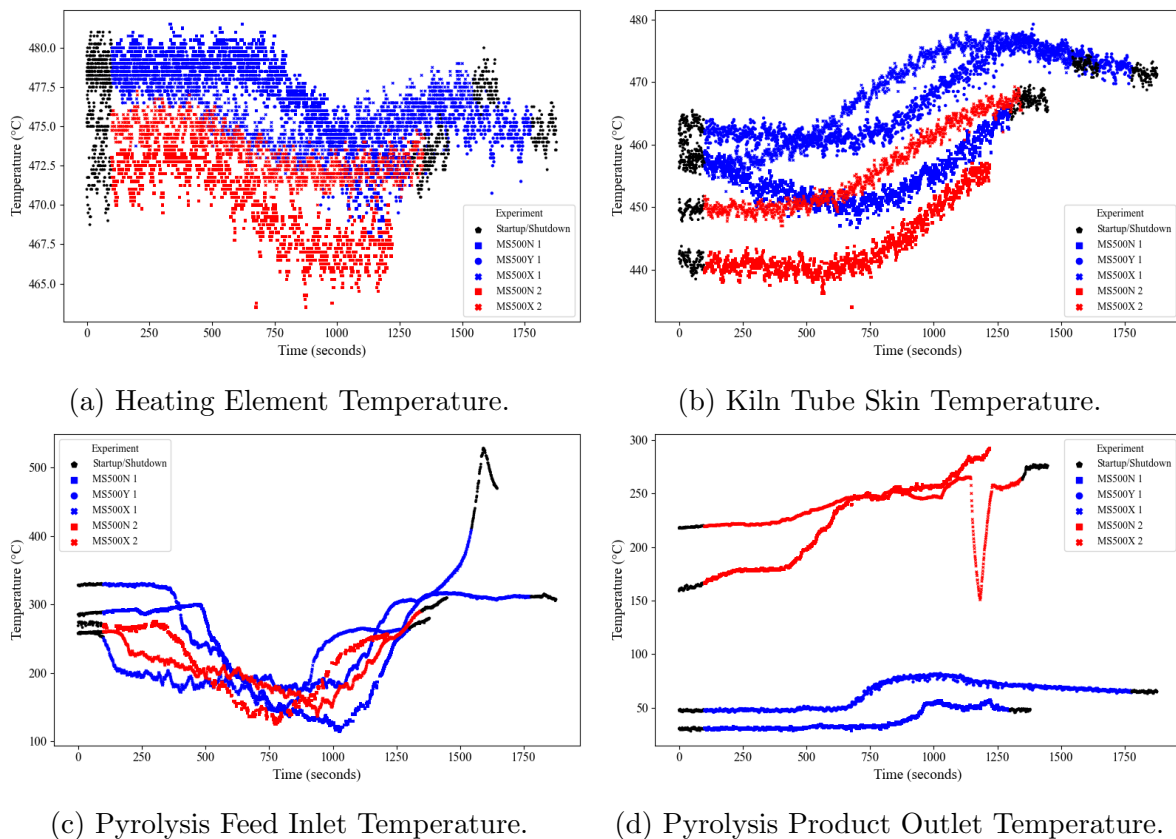 480.0
477.5
475.0
472.5
470.0
467.5
465.0
Temperature (°C)
0 250 500 750 1000 1250 1500 1750
Time (seconds)
Experiment
Startup/Shutdown
MS500N 1
MS500Y 1
MS500X 1
MS500N 2
MS500X 2
(a) Heating Element Temperature.
480
470
460
450
440
Temperature (°C)
0 250 500 750 1000 1250 1500 1750
Time (seconds)
Experiment
Startup/Shutdown
MS500N 1
MS500Y 1
MS500X 1
MS500N 2
MS500X 2
(b) Kiln Tube Skin Temperature.
500
400
300
200
100
Temperature (°C)
0 250 500 750 1000 1250 1500 1750
Time (seconds)
Experiment
Startup/Shutdown
MS500N 1
MS500Y 1
MS500X 1
MS500N 2
MS500X 2
(c) Pyrolysis Feed Inlet Temperature.
300
250
200
150
100
50
Temperature (°C)
0 250 500 750 1000 1250 1500 1750
Time (seconds)
Experiment
Startup/Shutdown
MS500N 1
MS500Y 1
MS500X 1
MS500N 2
MS500X 2
(d) Pyrolysis Product Outlet Temperature.